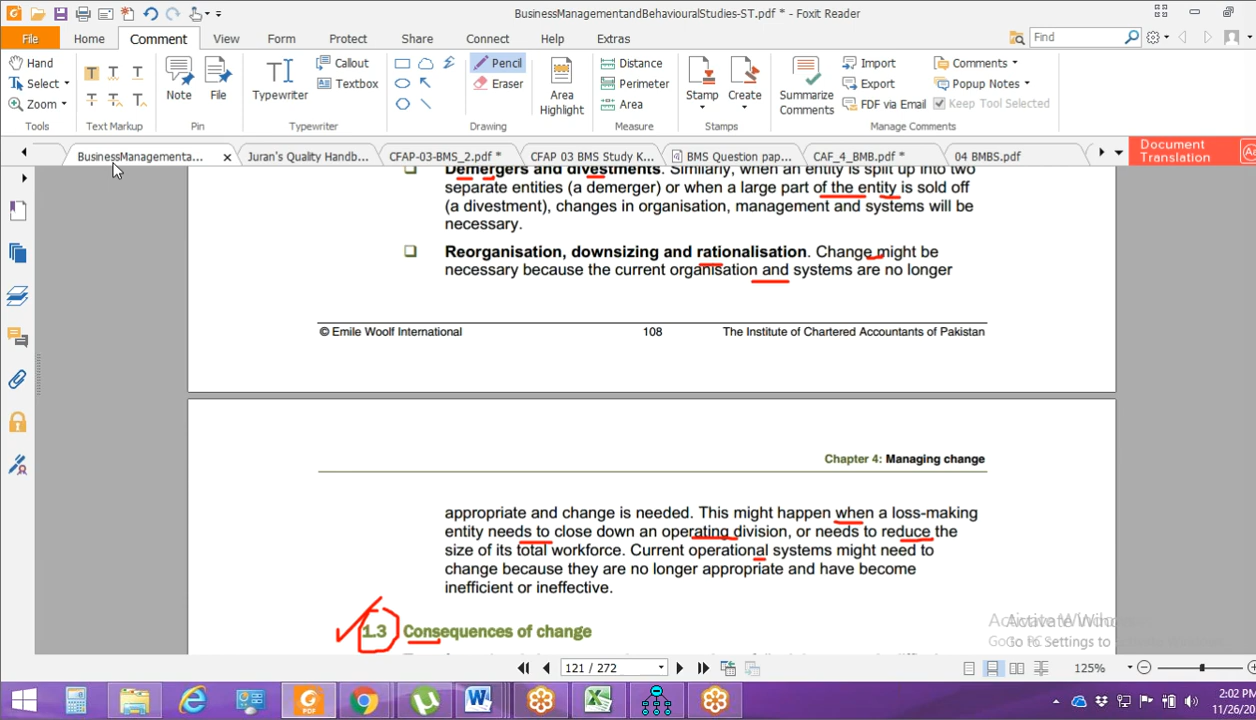 BusinessManagementandBehaviouralStudies-ST.pdf * - Foxit Reader
File Home Comment View Form Protect Share Connect Help Extras Find
Hand Callout Pencil Distance Import Comments
Select Textbox Eraser Perimeter Export Popup Notes
Zoom Note File Typewriter Area Highlight Area Stamp Create Summarize Comments FDF via Email Keep Tool Selected
Tools Text Markup Pin Typewriter Drawing Measure Stamps Manage Comments
BusinessManagementa... Juran's Quality Handb... CFAP-03-BMS_2.pdf * CFAP 03 BMS Study K... BMS Question pap... CAF_4_BMB.pdf * 04 BMBS.pdf Document Translation
Demergers and divestments. Similarly, when an entity is split up into two
separate entities (a demerger) or when a large part of the entity is sold off
(a divestment), changes in organisation, management and systems will be
necessary.
Reorganisation, downsizing and rationalisation. Change might be
necessary because the current organisation and systems are no longer
© Emile Woolf International 108 The Institute of Chartered Accountants of Pakistan
Chapter 4: Managing change
appropriate and change is needed. This might happen when a loss-making
entity needs to close down an operating division, or needs to reduce the
size of its total workforce. Current operational systems might need to
change because they are no longer appropriate and have become
inefficient or ineffective.
1.3 Consequences of change
121 / 272 125%
2:02 PM